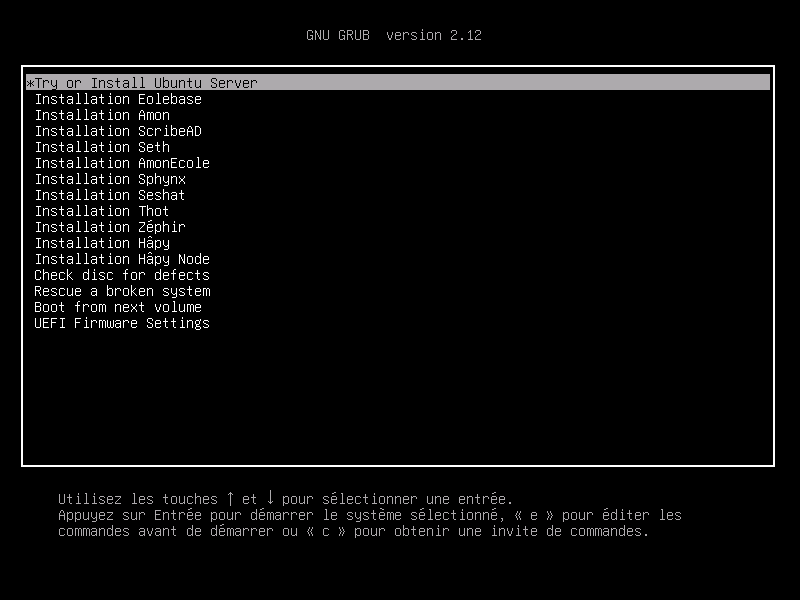 GNU GRUB  version 2.12
*Try or Install Ubuntu Server
Installation Eolebase
Installation Amon
Installation ScribeAD
Installation Seth
Installation AmonEcole
Installation Sphynx
Installation Seshat
Installation Thot
Installation Zéphir
Installation Hâpy
Installation Hâpy Node
Check disc for defects
Rescue a broken system
Boot from next volume
UEFI Firmware Settings
Utilisez les touches ↑ et ↓ pour sélectionner une entrée.
Appuyez sur Entrée pour démarrer le système sélectionné, « e » pour éditer les
commandes avant de démarrer ou « c » pour obtenir une invite de commandes.